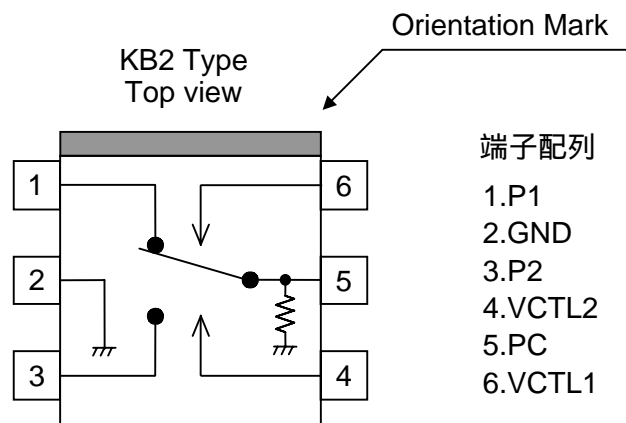 Orientation Mark
KB2 Type
Top view
1
2
3
6
5
4
端子配列
1.P1
2.GND
3.P2
4.VCTL2
5.PC
6.VCTL1